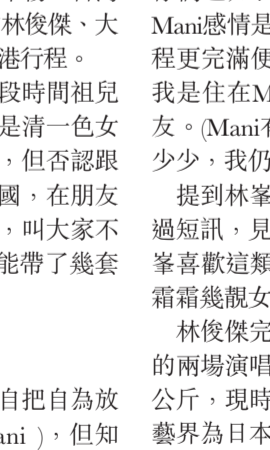 林俊傑、大
港行程。
段時間祖兒
是清一色女
，但否認跟
國，在朋友
，叫大家不
能帶了幾套
自把自為放
ani )，但知
Mani感情是
程更完滿便
我是住在M
友。(Mani不
少少，我仍
提到林峯
過短訊，見
峯喜歡這類
霜霜幾靚女
林俊傑完
的兩場演唱
公斤，現時
藝界為日本